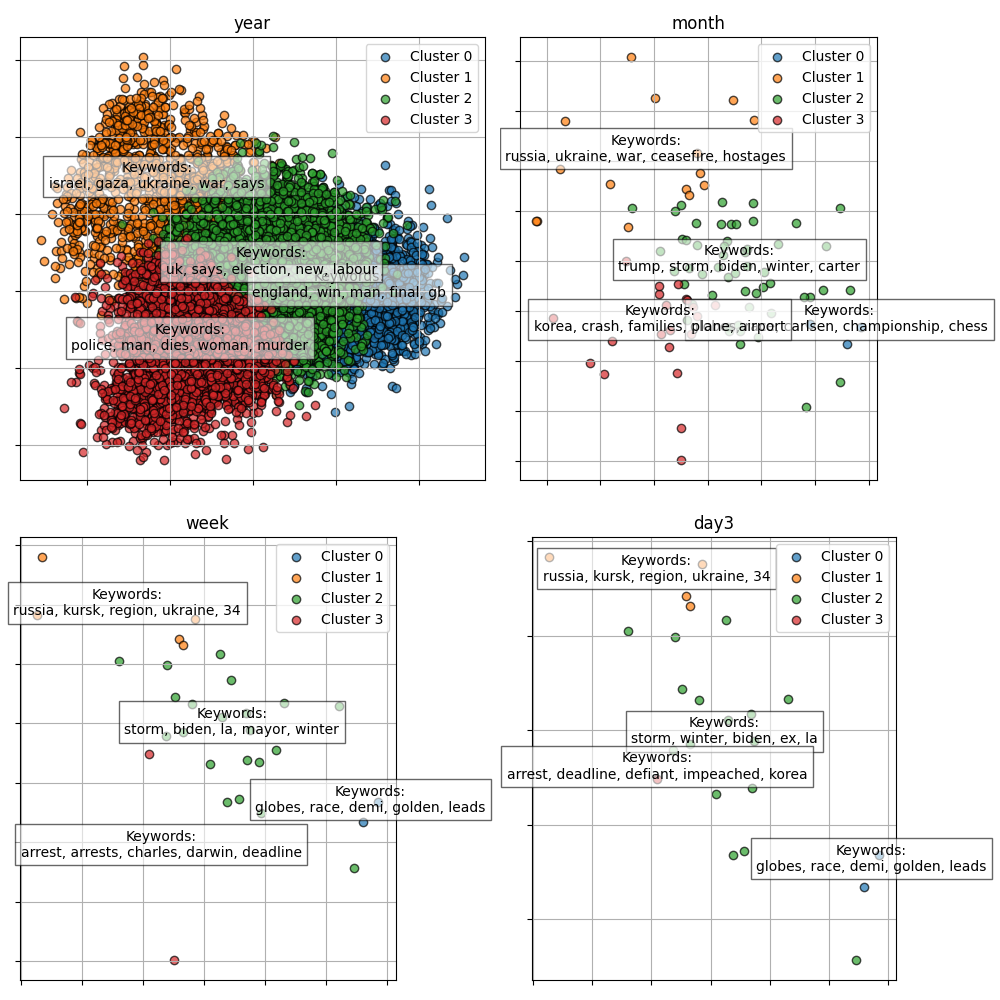 year
Cluster 0
Cluster 1
Cluster 2
Cluster 3
Keywords:
israel, gaza, ukraine, war, says
Keywords:
uk, says, election, new, labour
Keywords:
england, win, man, final, gb
Keywords:
police, man, dies, woman, murder
month
Cluster 0
Cluster 1
Cluster 2
Cluster 3
Keywords:
russia, ukraine, war, ceasefire, hostages
Keywords:
trump, storm, biden, winter, carter
Keywords:
korea, crash, families, plane, airport
Keywords:
championship, chess
week
Cluster 0
Cluster 1
Cluster 2
Cluster 3
Keywords:
russia, kursk, region, ukraine, 34
Keywords:
storm, biden, la, mayor, winter
Keywords:
globes, race, demi, golden, leads
Keywords:
arrest, arrests, charles, darwin, deadline
day3
Cluster 0
Cluster 1
Cluster 2
Cluster 3
Keywords:
russia, kursk, region, ukraine, 34
Keywords:
storm, winter, biden, ex, la
Keywords:
arrest, deadline, defiant, impeached, korea
Keywords:
globes, race, demi, golden, leads